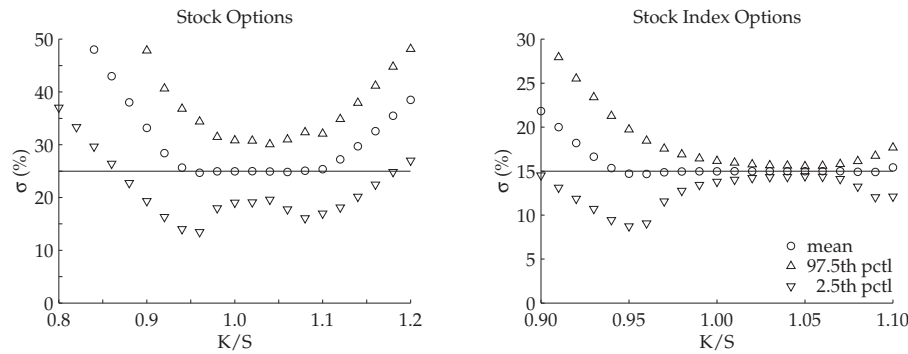 Stock Options
50
40
30
20
10
0
σ (%)
0.8 0.9 1.0 1.1 1.2
K/S
Stock Index Options
30
25
20
15
10
5
0
σ (%)
mean
97.5th pctl
2.5th pctl
0.90 0.95 1.00 1.05 1.10
K/S